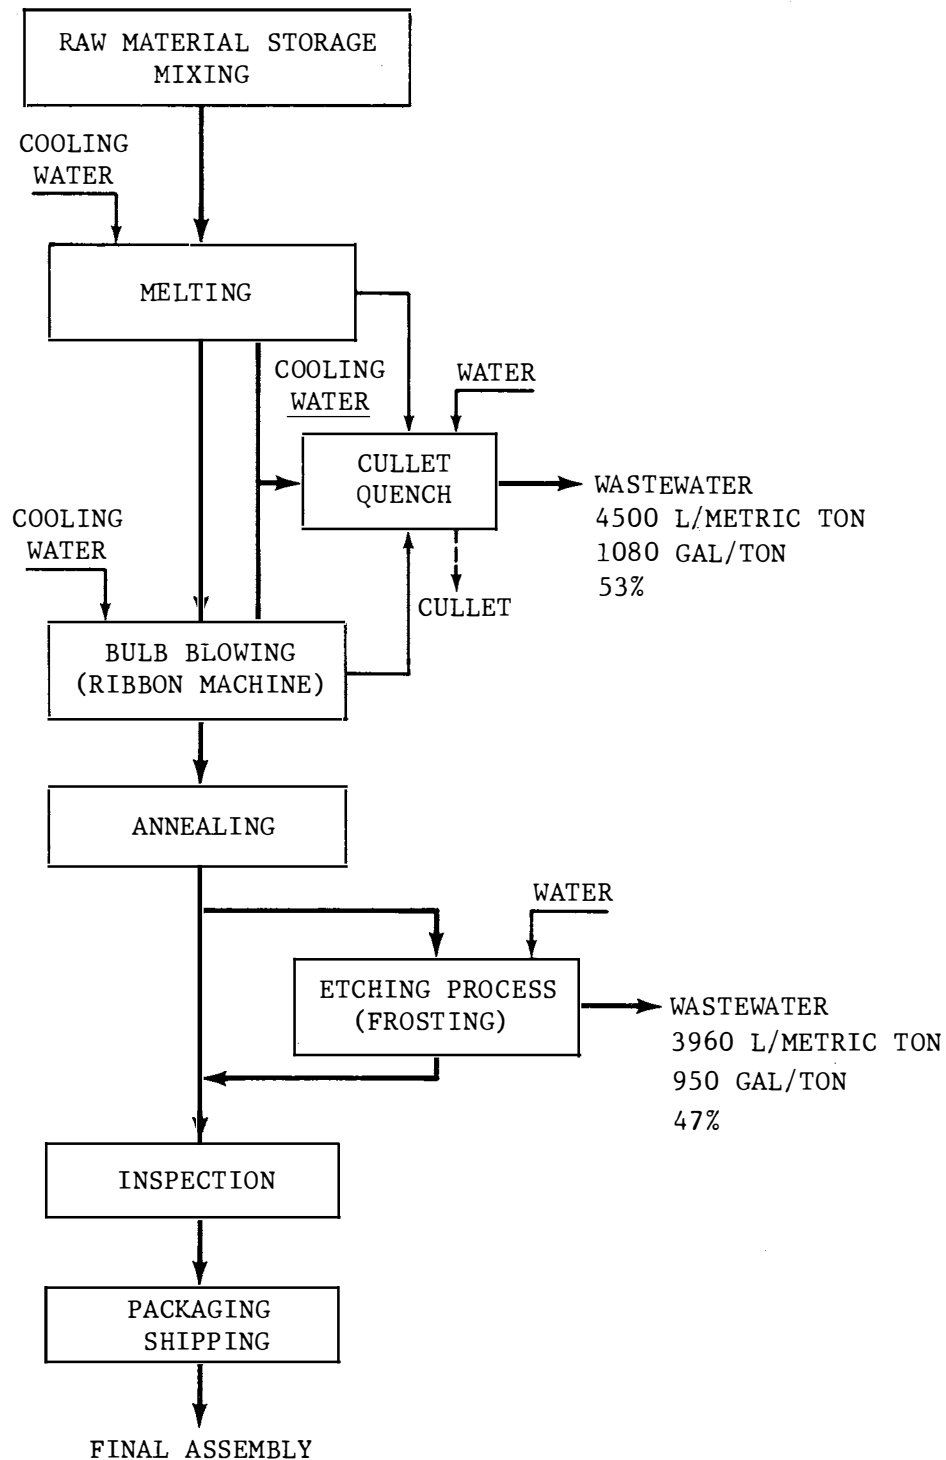 RAW MATERIAL STORAGE
MIXING
COOLING
WATER
MELTING
COOLING
WATER
WATER
CULLET
QUENCH
WASTEWATER
4500 L/METRIC TON
1080 GAL/TON
53%
COOLING
WATER
CULLET
BULB BLOWING
(RIBBON MACHINE)
ANNEALING
WATER
ETCHING PROCESS
(FROSTING)
WASTEWATER
3960 L/METRIC TON
950 GAL/TON
47%
INSPECTION
PACKAGING
SHIPPING
FINAL ASSEMBLY